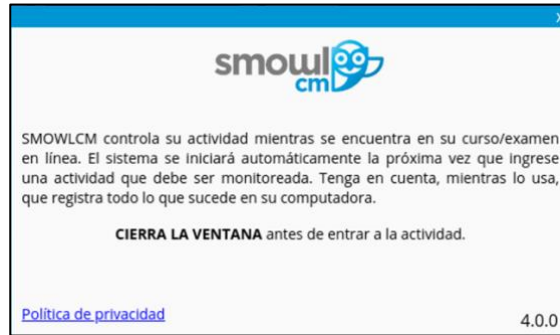 x
smowl
cm
SMOWLCM controla su actividad mientras se encuentra en su curso/examen
en línea. El sistema se iniciará automáticamente la próxima vez que ingrese
una actividad que debe ser monitoreada. Tenga en cuenta, mientras lo usa,
que registra todo lo que sucede en su computadora.
CIERRA LA VENTANA antes de entrar a la actividad.
Política de privacidad
4.0.0